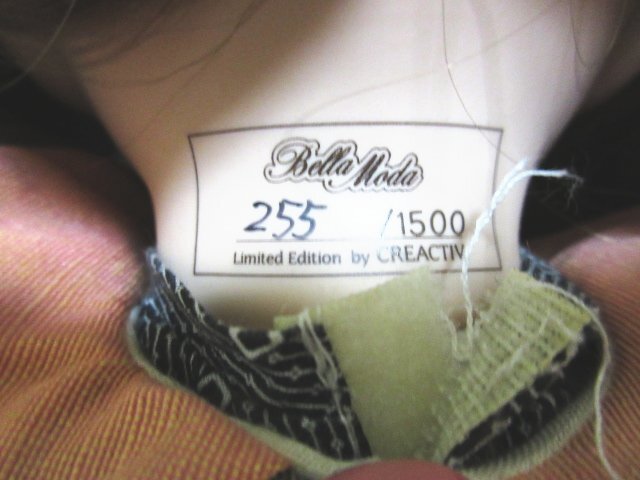 Bella Moda
255 /1500
Limited Edition by CREACTIV